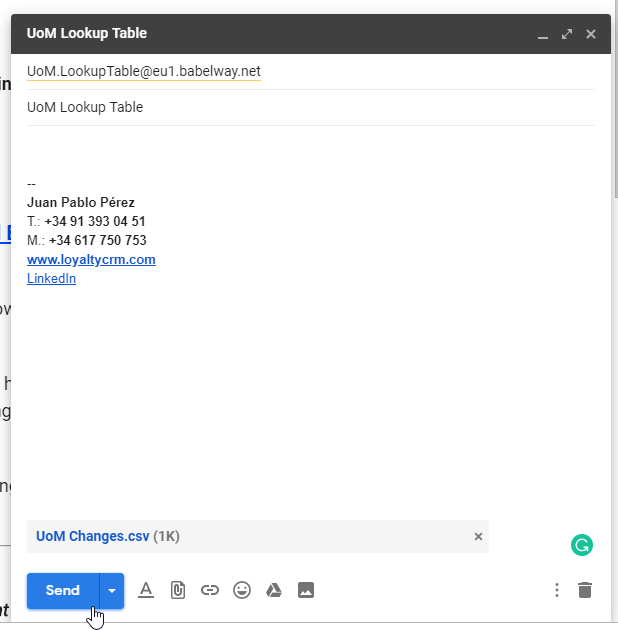 UoM Lookup Table
UoM.LookupTable@eu1.babelway.net
UoM Lookup Table
--
Juan Pablo Pérez
T.: +34 91 393 04 51
M.: +34 617 750 753
www.loyaltycrm.com
LinkedIn
UoM Changes.csv (1K)
Send